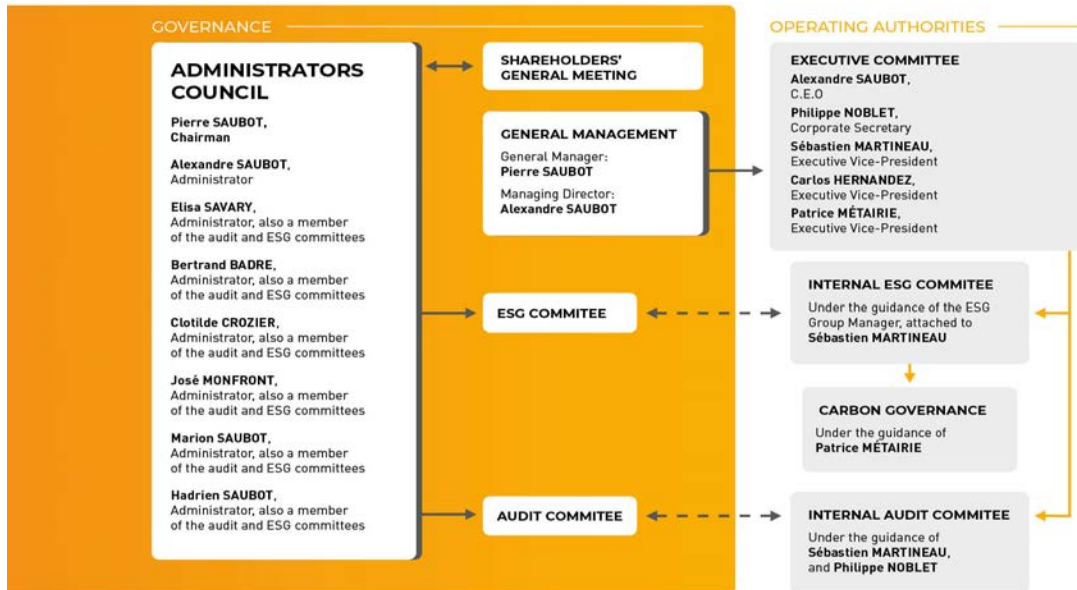 GOVERNANCE
ADMINISTRATORS
COUNCIL
Pierre SAUBOT,
Chairman
Alexandre SAUBOT,
Administrator
Elisa SAVARY,
Administrator, also a member
of the audit and ESG committees
Bertrand BADRE,
Administrator, also a member
of the audit and ESG committees
Clotilde CROZIER,
Administrator, also a member
of the audit and ESG committees
José MONFRONT,
Administrator, also a member
of the audit and ESG committees
Marion SAUBOT,
Administrator, also a member
of the audit and ESG committees
Hadrien SAUBOT,
Administrator, also a member
of the audit and ESG committees
SHAREHOLDERS'
GENERAL MEETING
GENERAL MANAGEMENT
General Manager:
Pierre SAUBOT
Managing Director:
Alexandre SAUBOT
ESG COMMITEE
AUDIT COMMITEE
OPERATING AUTHORITIES
EXECUTIVE COMMITTEE
Alexandre SAUBOT,
C.E.O
Philippe NOBLET,
Corporate Secretary
Sébastien MARTINEAU,
Executive Vice-President
Carlos HERNANDEZ,
Executive Vice-President
Patrice MÉTAIRIE,
Executive Vice-President
INTERNAL ESG COMMITEE
Under the guidance of the ESG
Group Manager, attached to
Sébastien MARTINEAU
CARBON GOVERNANCE
Under the guidance of
Patrice MÉTAIRIE
INTERNAL AUDIT COMMITEE
Under the guidance of
Sébastien MARTINEAU,
and Philippe NOBLET